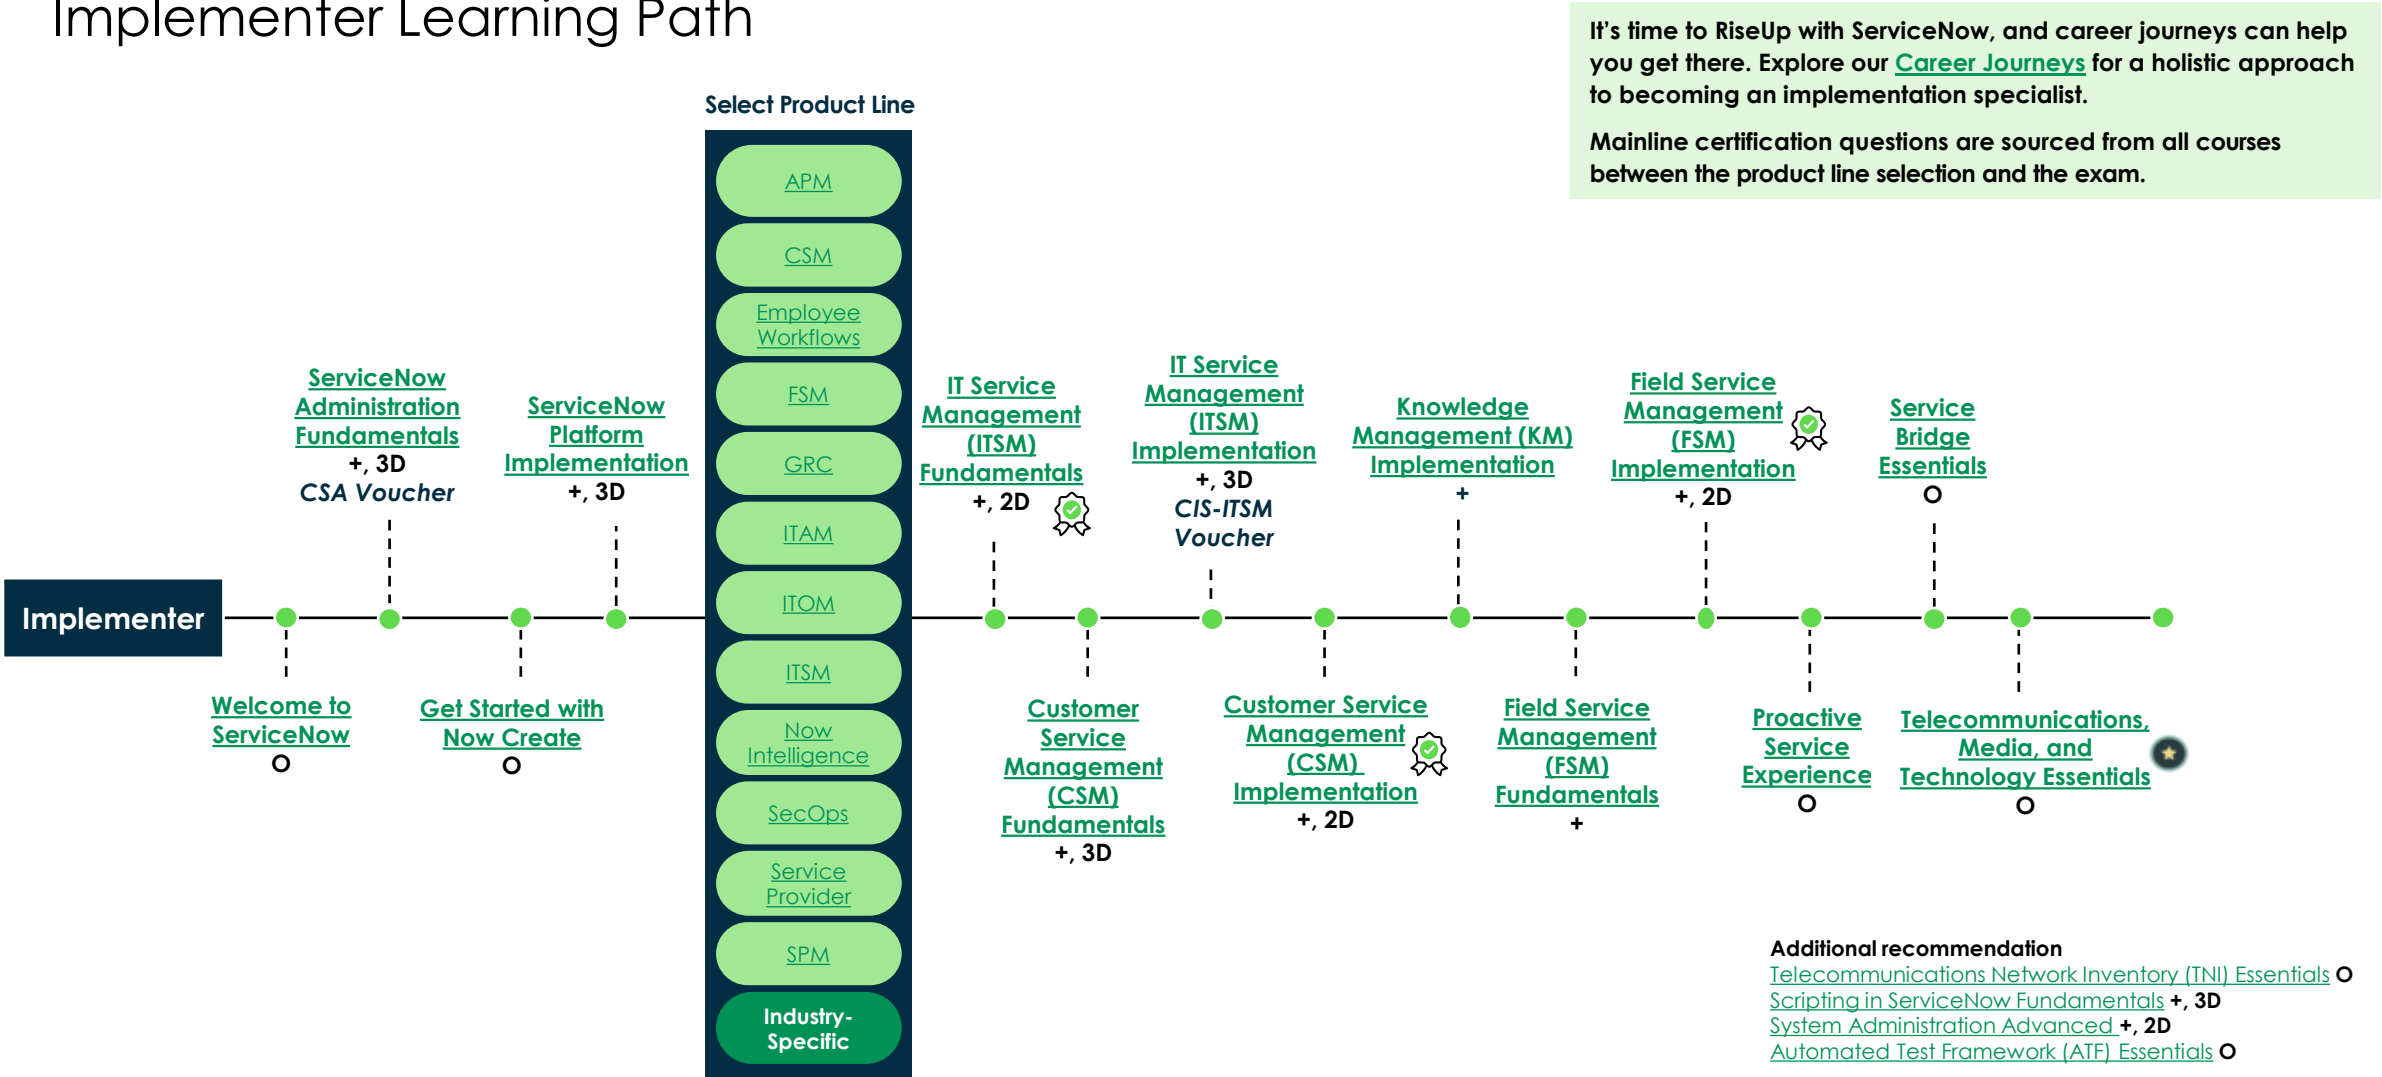 Implementer Learning Path
It's time to RiseUp with ServiceNow, and career journeys can help
you get there. Explore our Career Journeys for a holistic approach
to becoming an implementation specialist.
Mainline certification questions are sourced from all courses
between the product line selection and the exam.
Select Product Line
APM
CSM
Employee
Workflows
FSM
GRC
ITAM
ITOM
ITSM
Now
Intelligence
SecOps
Service
Provider
SPM
Industry-
Specific
Implementer
Welcome to
ServiceNow
O
ServiceNow
Administration
Fundamentals
+, 3D
CSA Voucher
Get Started with
Now Create
O
ServiceNow
Platform
Implementation
+, 3D
IT Service
Management
(ITSM)
Fundamentals
+, 2D
Customer
Service
Management
(CSM)
Fundamentals
+, 3D
IT Service
Management
(ITSM)
Implementation
+, 3D
CIS-ITSM
Voucher
Customer Service
Management
(CSM)
Implementation
+, 2D
Knowledge
Management (KM)
Implementation
+
Field Service
Management
(FSM)
Fundamentals
+
Field Service
Management
(FSM)
Implementation
+, 2D
Proactive
Service
Experience
O
Service
Bridge
Essentials
O
Telecommunications,
Media, and
Technology Essentials
O
Additional recommendation
Telecommunications Network Inventory (TNI) Essentials O
Scripting in ServiceNow Fundamentals +, 3D
System Administration Advanced +, 2D
Automated Test Framework (ATF) Essentials O